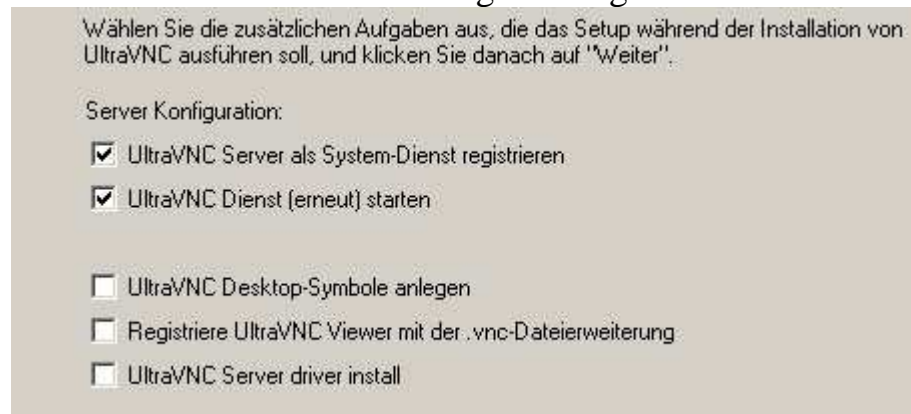 Wählen Sie die zusätzlichen Aufgaben aus, die das Setup während der Installation von
UltraVNC ausführen soll, und klicken Sie danach auf "Weiter".
Server Konfiguration:
UltraVNC Server als System-Dienst registrieren
UltraVNC Dienst (erneut) starten
UltraVNC Desktop-Symbole anlegen
Registriere UltraVNC Viewer mit der .vnc-Dateierweiterung
UltraVNC Server driver install